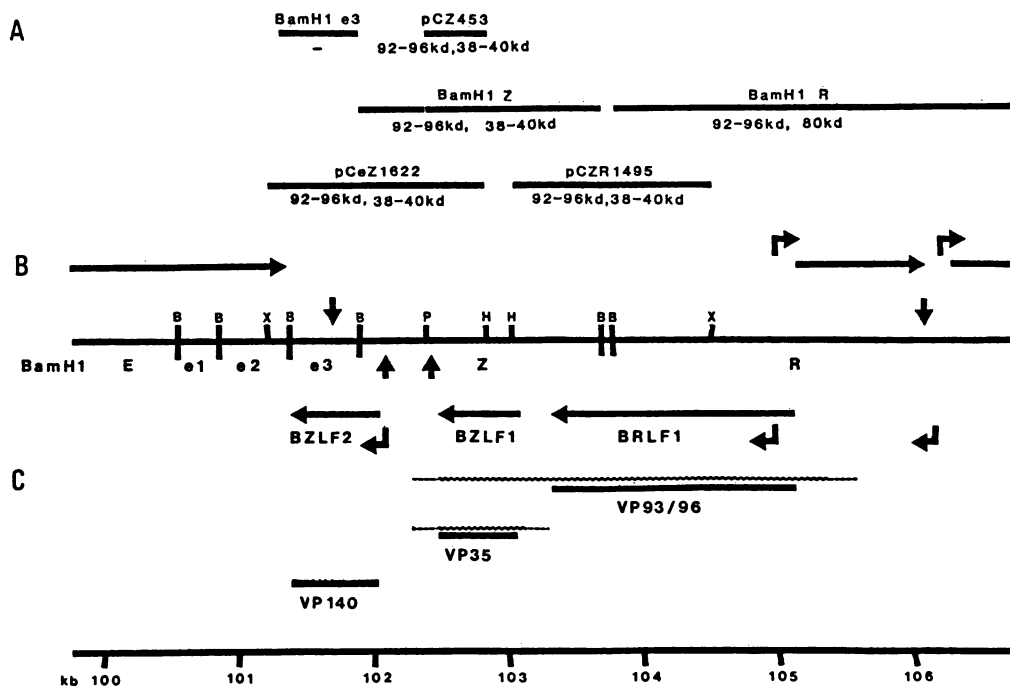 A
BamH1 e3
–
pCZ453
92-96kd,38-40kd
BamH1 Z
92-96kd, 38-40kd
BamH1 R
92-96kd, 80kd
pCeZ1622
92-96kd,38-40kd
pCZR1495
92-96kd,38-40kd
B
B B X B B P H H B B X
BamH1 E e1 e2 e3 Z R
BZLF2 BZLF1 BRLF1
C
VP93/96
VP35
VP140
kb 100 101 102 103 104 105 106